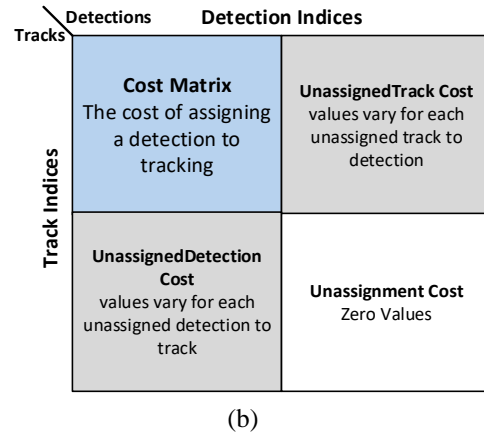 Detections
Detection Indices
Tracks
Track Indices
Cost Matrix
The cost of assigning
a detection to
tracking
UnassignedTrack Cost
values vary for each
unassigned track to
detection
UnassignedDetection
Cost
values vary for each
unassigned detection to
track
Unassignment Cost
Zero Values
(b)